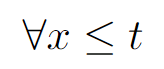 ∀x ≤ t